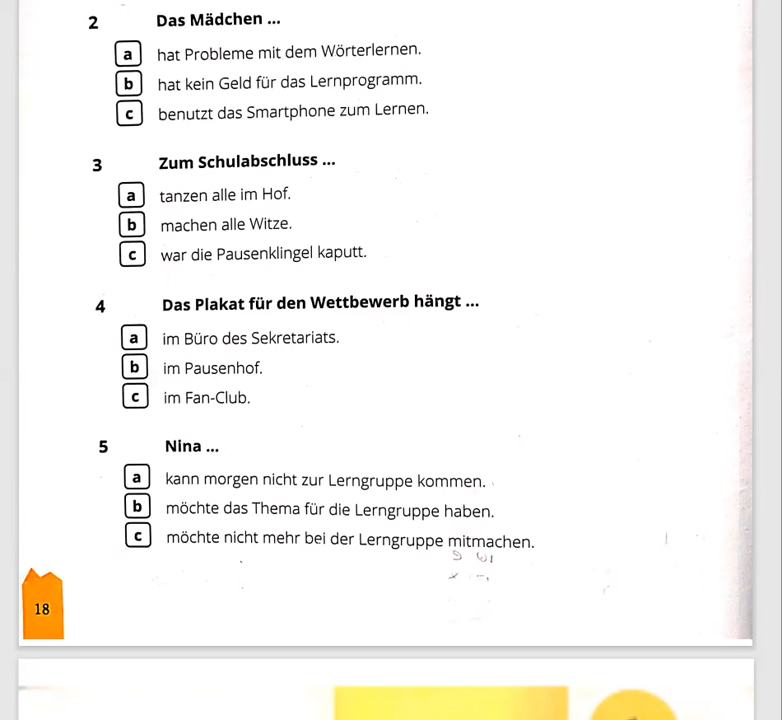 2 Das Mädchen ...
a hat Probleme mit dem Wörterlernen.
b hat kein Geld für das Lernprogramm.
c benutzt das Smartphone zum Lernen.
3 Zum Schulabschluss ...
a tanzen alle im Hof.
b machen alle Witze.
c war die Pausenklingel kaputt.
4 Das Plakat für den Wettbewerb hängt ...
a im Büro des Sekretariats.
b im Pausenhof.
c im Fan-Club.
5 Nina ...
a kann morgen nicht zur Lerngruppe kommen.
b möchte das Thema für die Lerngruppe haben.
c möchte nicht mehr bei der Lerngruppe mitmachen.
18